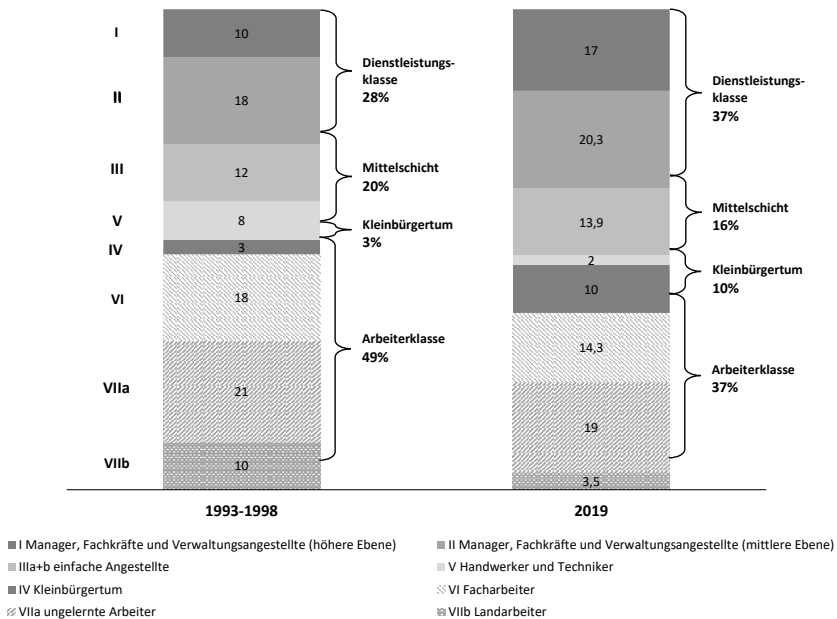 I
II
III
V
IV
VI
VIIa
VIIb
10
18
12
8
3
18
21
10
Dienstleistungs-
klasse
28%
Mittelschicht
20%
Kleinbürgertum
3%
Arbeiterklasse
49%
17
20,3
13,9
2
10
14,3
19
3,5
Dienstleistungs-
klasse
37%
Mittelschicht
16%
Kleinbürgertum
10%
Arbeiterklasse
37%
1993-1998
2019
I Manager, Fachkräfte und Verwaltungsangestellte (höhere Ebene)
II Manager, Fachkräfte und Verwaltungsangestellte (mittlere Ebene)
IIIa+b einfache Angestellte
V Handwerker und Techniker
IV Kleinbürgertum
VI Facharbeiter
VIIa ungelernte Arbeiter
VIIb Landarbeiter